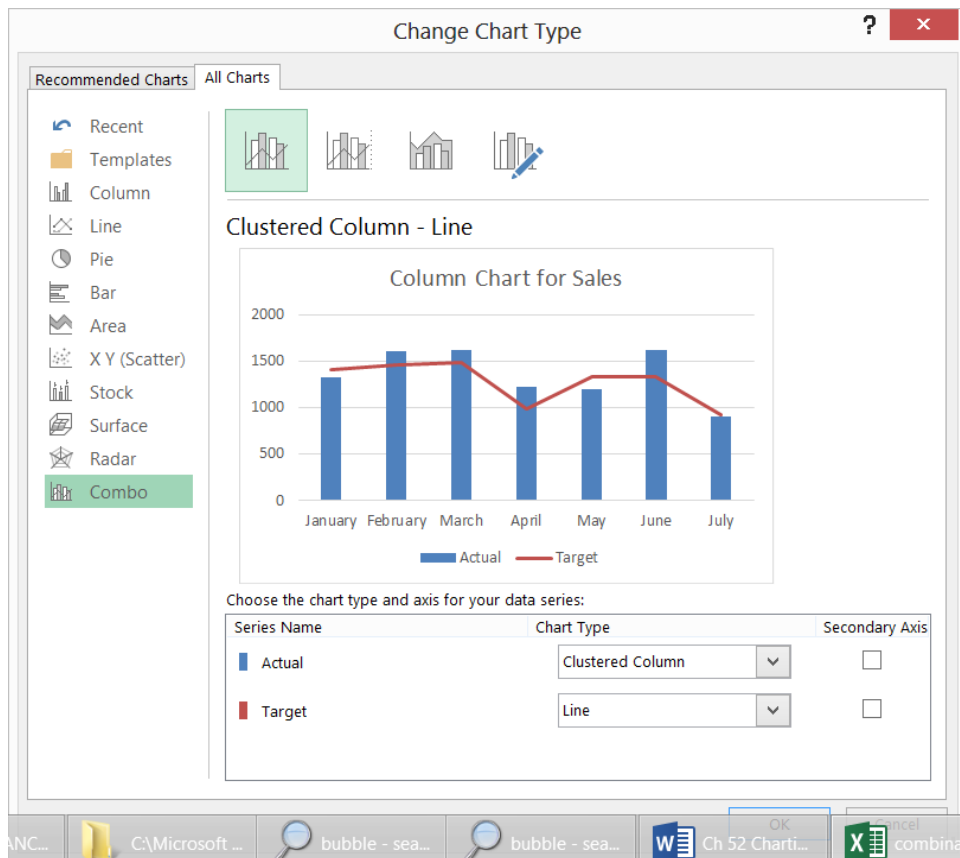 Change Chart Type
?
Recommended Charts
All Charts
Recent
Templates
Column
Line
Pie
Bar
Area
X Y (Scatter)
Stock
Surface
Radar
Combo
Clustered Column - Line
Column Chart for Sales
2000
1500
1000
500
0
January February March April May June July
Actual Target
Choose the chart type and axis for your data series:
Series Name Chart Type Secondary Axis
Actual Clustered Column
Target Line
OK Cancel
ANC... C:\Microsoft ... bubble - sea... bubble - sea... Ch 52 Charti... combina